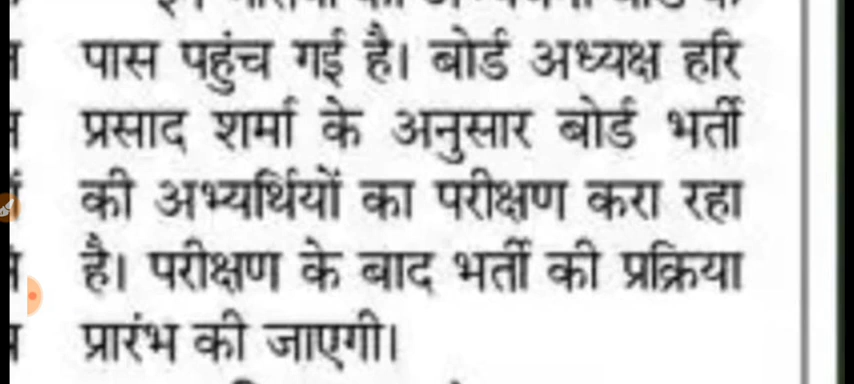 पास पहुंच गई है। बोर्ड अध्यक्ष हरि
प्रसाद शर्मा के अनुसार बोर्ड भर्ती
की अभ्यर्थियों का परीक्षण करा रहा
है। परीक्षण के बाद भर्ती की प्रक्रिया
प्रारंभ की जाएगी।